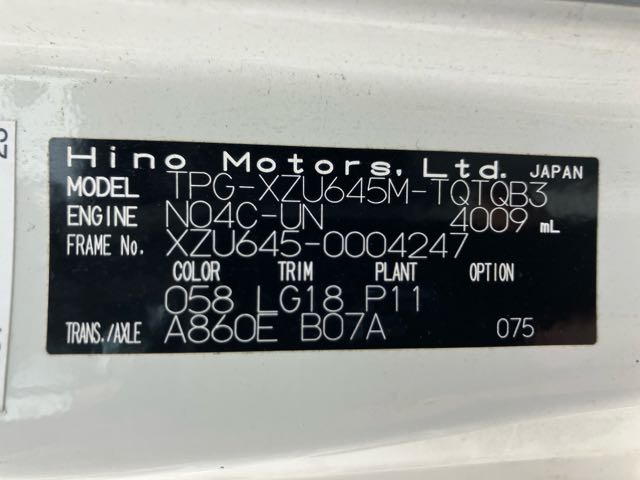 Hino Motors, Ltd. JAPAN
MODEL TPG-XZU645M-TQTQB3
ENGINE N04C-UN 4009 mL
FRAME No. XZU645-0004247
COLOR TRIM PLANT OPTION
058 LG18 P11
TRANS./AXLE A860E B07A 075